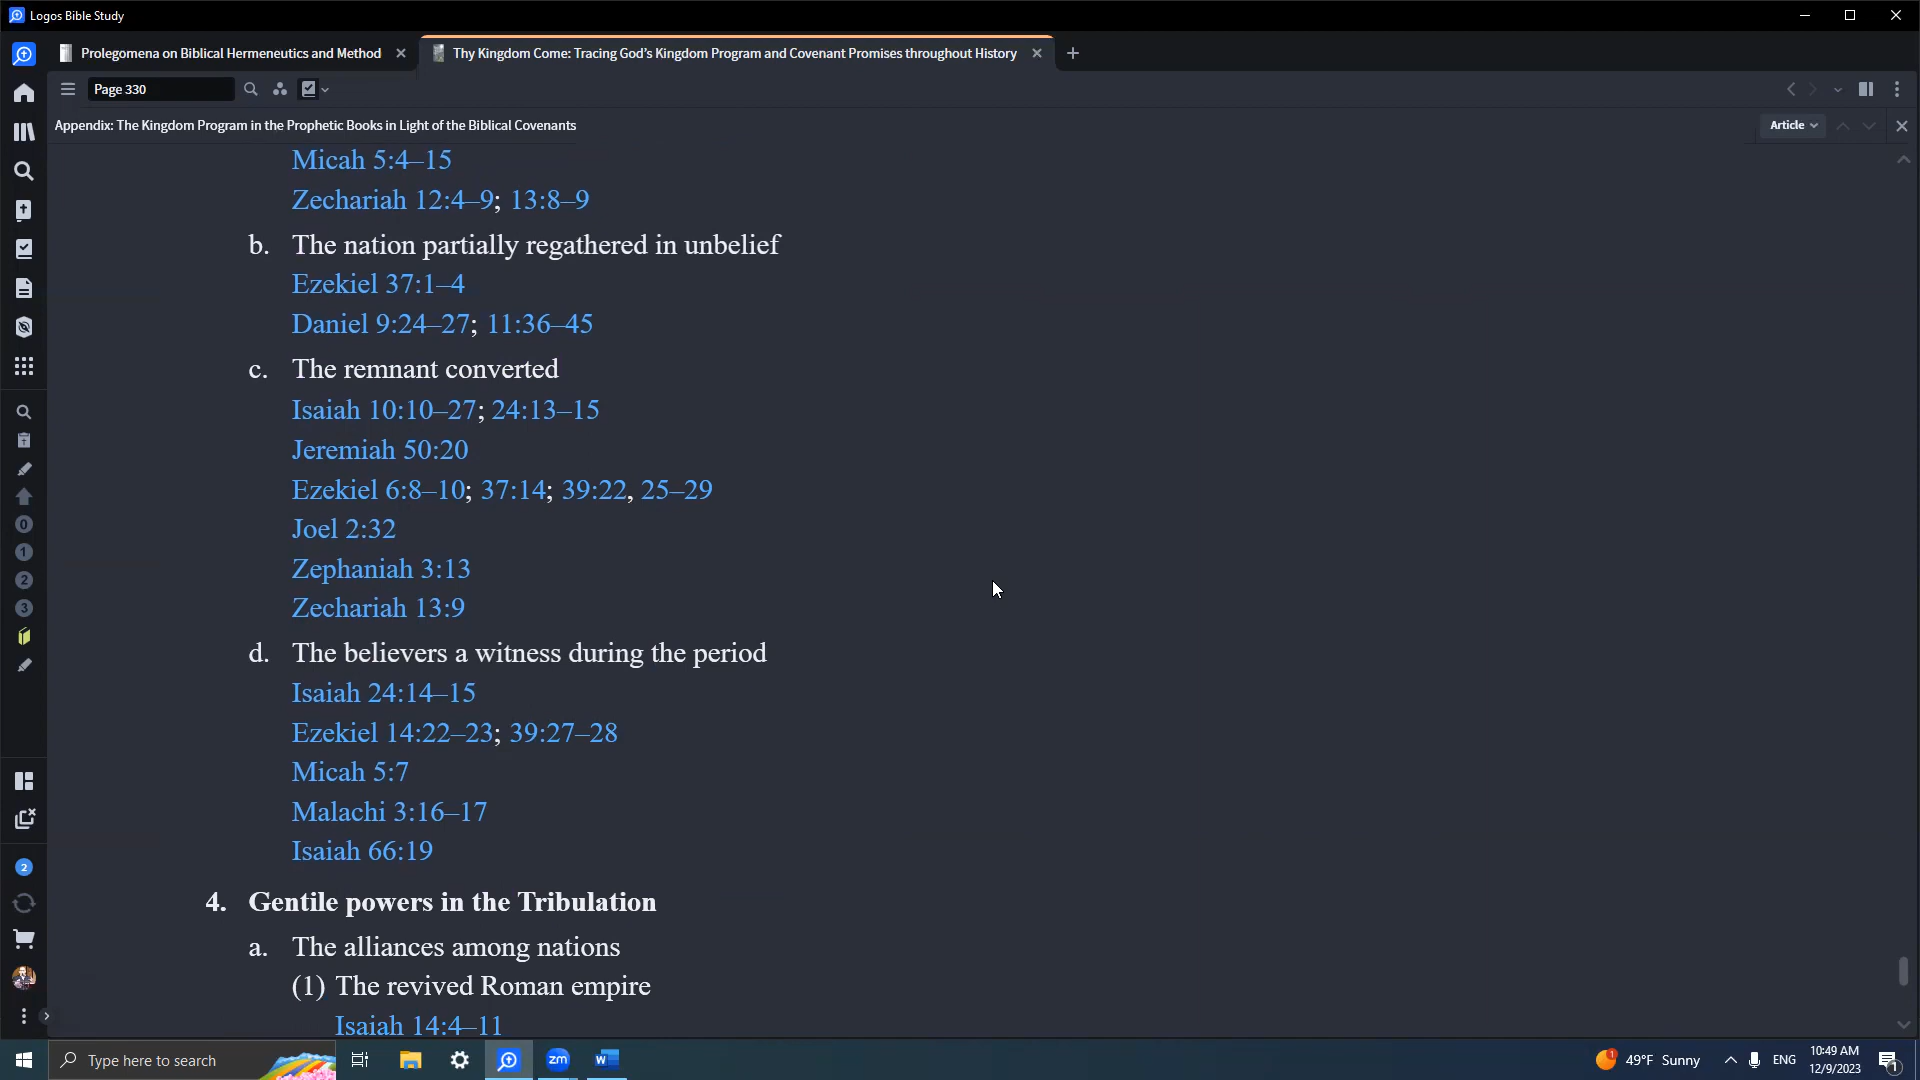 Logos Bible Study
Prolegomena on Biblical Hermeneutics and Method
Thy Kingdom Come: Tracing God's Kingdom Program and Covenant Promises throughout History
Page 330
Appendix: The Kingdom Program in the Prophetic Books in Light of the Biblical Covenants
Article
Micah 5:4–15
Zechariah 12:4–9; 13:8–9
b. The nation partially regathered in unbelief
Ezekiel 37:1–4
Daniel 9:24–27; 11:36–45
c. The remnant converted
Isaiah 10:10–27; 24:13–15
Jeremiah 50:20
Ezekiel 6:8–10; 37:14; 39:22, 25–29
Joel 2:32
Zephaniah 3:13
Zechariah 13:9
d. The believers a witness during the period
Isaiah 24:14–15
Ezekiel 14:22–23; 39:27–28
Micah 5:7
Malachi 3:16–17
Isaiah 66:19
4. Gentile powers in the Tribulation
a. The alliances among nations
(1) The revived Roman empire
Isaiah 14:4–11
0
1
2
3
2
Type here to search
zm
W
1
49°F Sunny
ENG
10:49 AM
12/9/2023
1